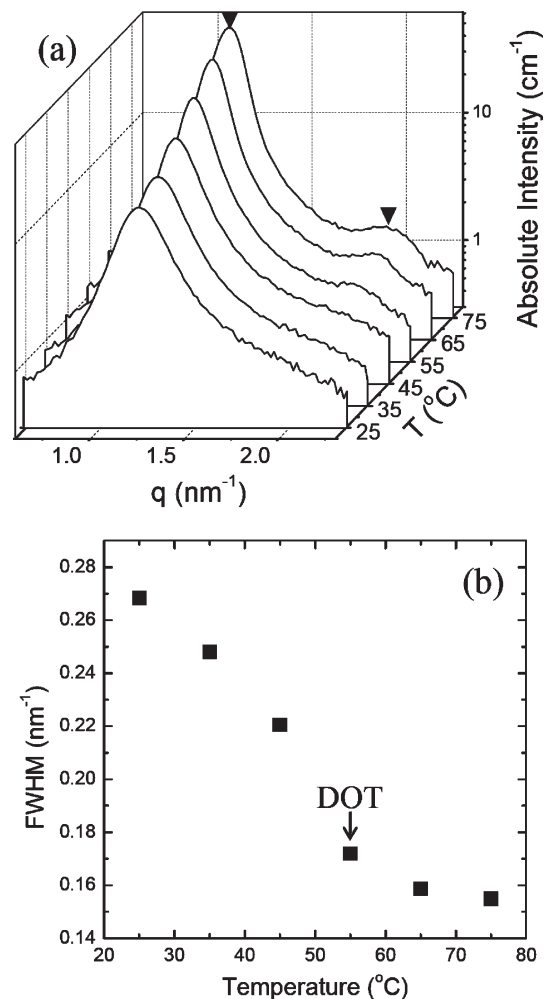 (a)
Absolute Intensity (cm⁻¹)
10
1
75
65
55
45
35
25
T (°C)
1.0 1.5 2.0
q (nm⁻¹)
(b)
0.28
0.26
0.24
0.22
0.20
0.18
0.16
0.14
FWHM (nm⁻¹)
DOT
20 30 40 50 60 70 80
Temperature (°C)